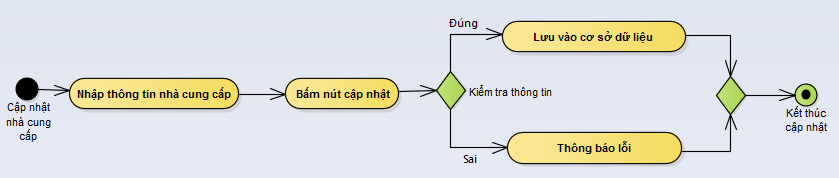 Cập nhật
nhà cung
cấp
Nhập thông tin nhà cung cấp
Bấm nút cập nhật
Kiểm tra thông tin
Đúng
Lưu vào cơ sở dữ liệu
Sai
Thông báo lỗi
Kết thúc
cập nhật